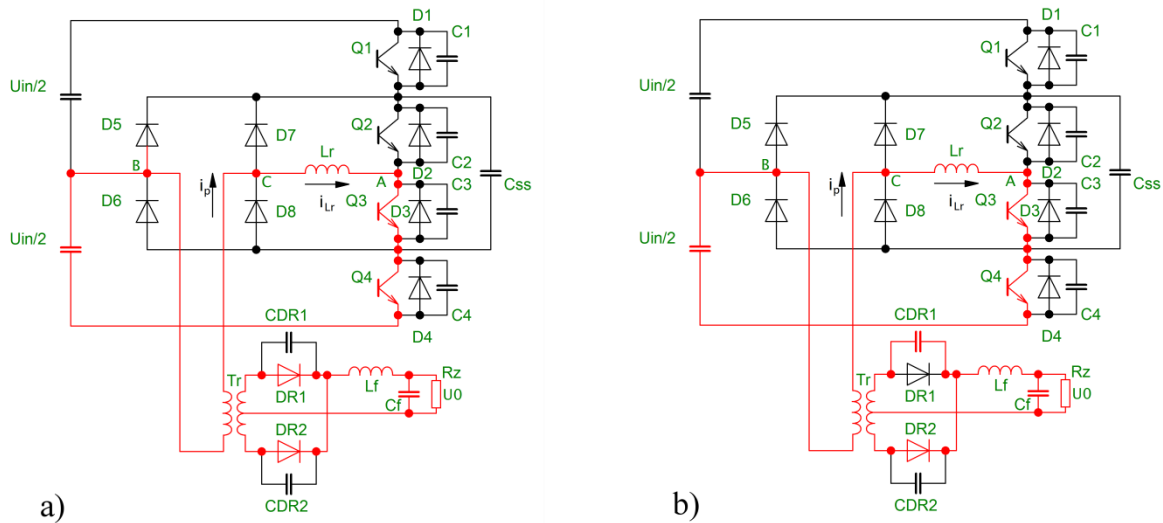 D1
C1
Q1
Uin/2
D5
D7
Q2
C2
Lr
B
C
A
D2
C3
ip
iLr
Q3
D3
Css
D6
D8
Uin/2
Q4
C4
D4
CDR1
Tr
DR1
Lf
Cf
Rz
U0
DR2
CDR2
a)
D1
C1
Q1
Uin/2
D5
D7
Q2
C2
Lr
B
C
A
D2
C3
ip
iLr
Q3
D3
Css
D6
D8
Uin/2
Q4
C4
D4
CDR1
Tr
DR1
Lf
Cf
Rz
U0
DR2
CDR2
b)